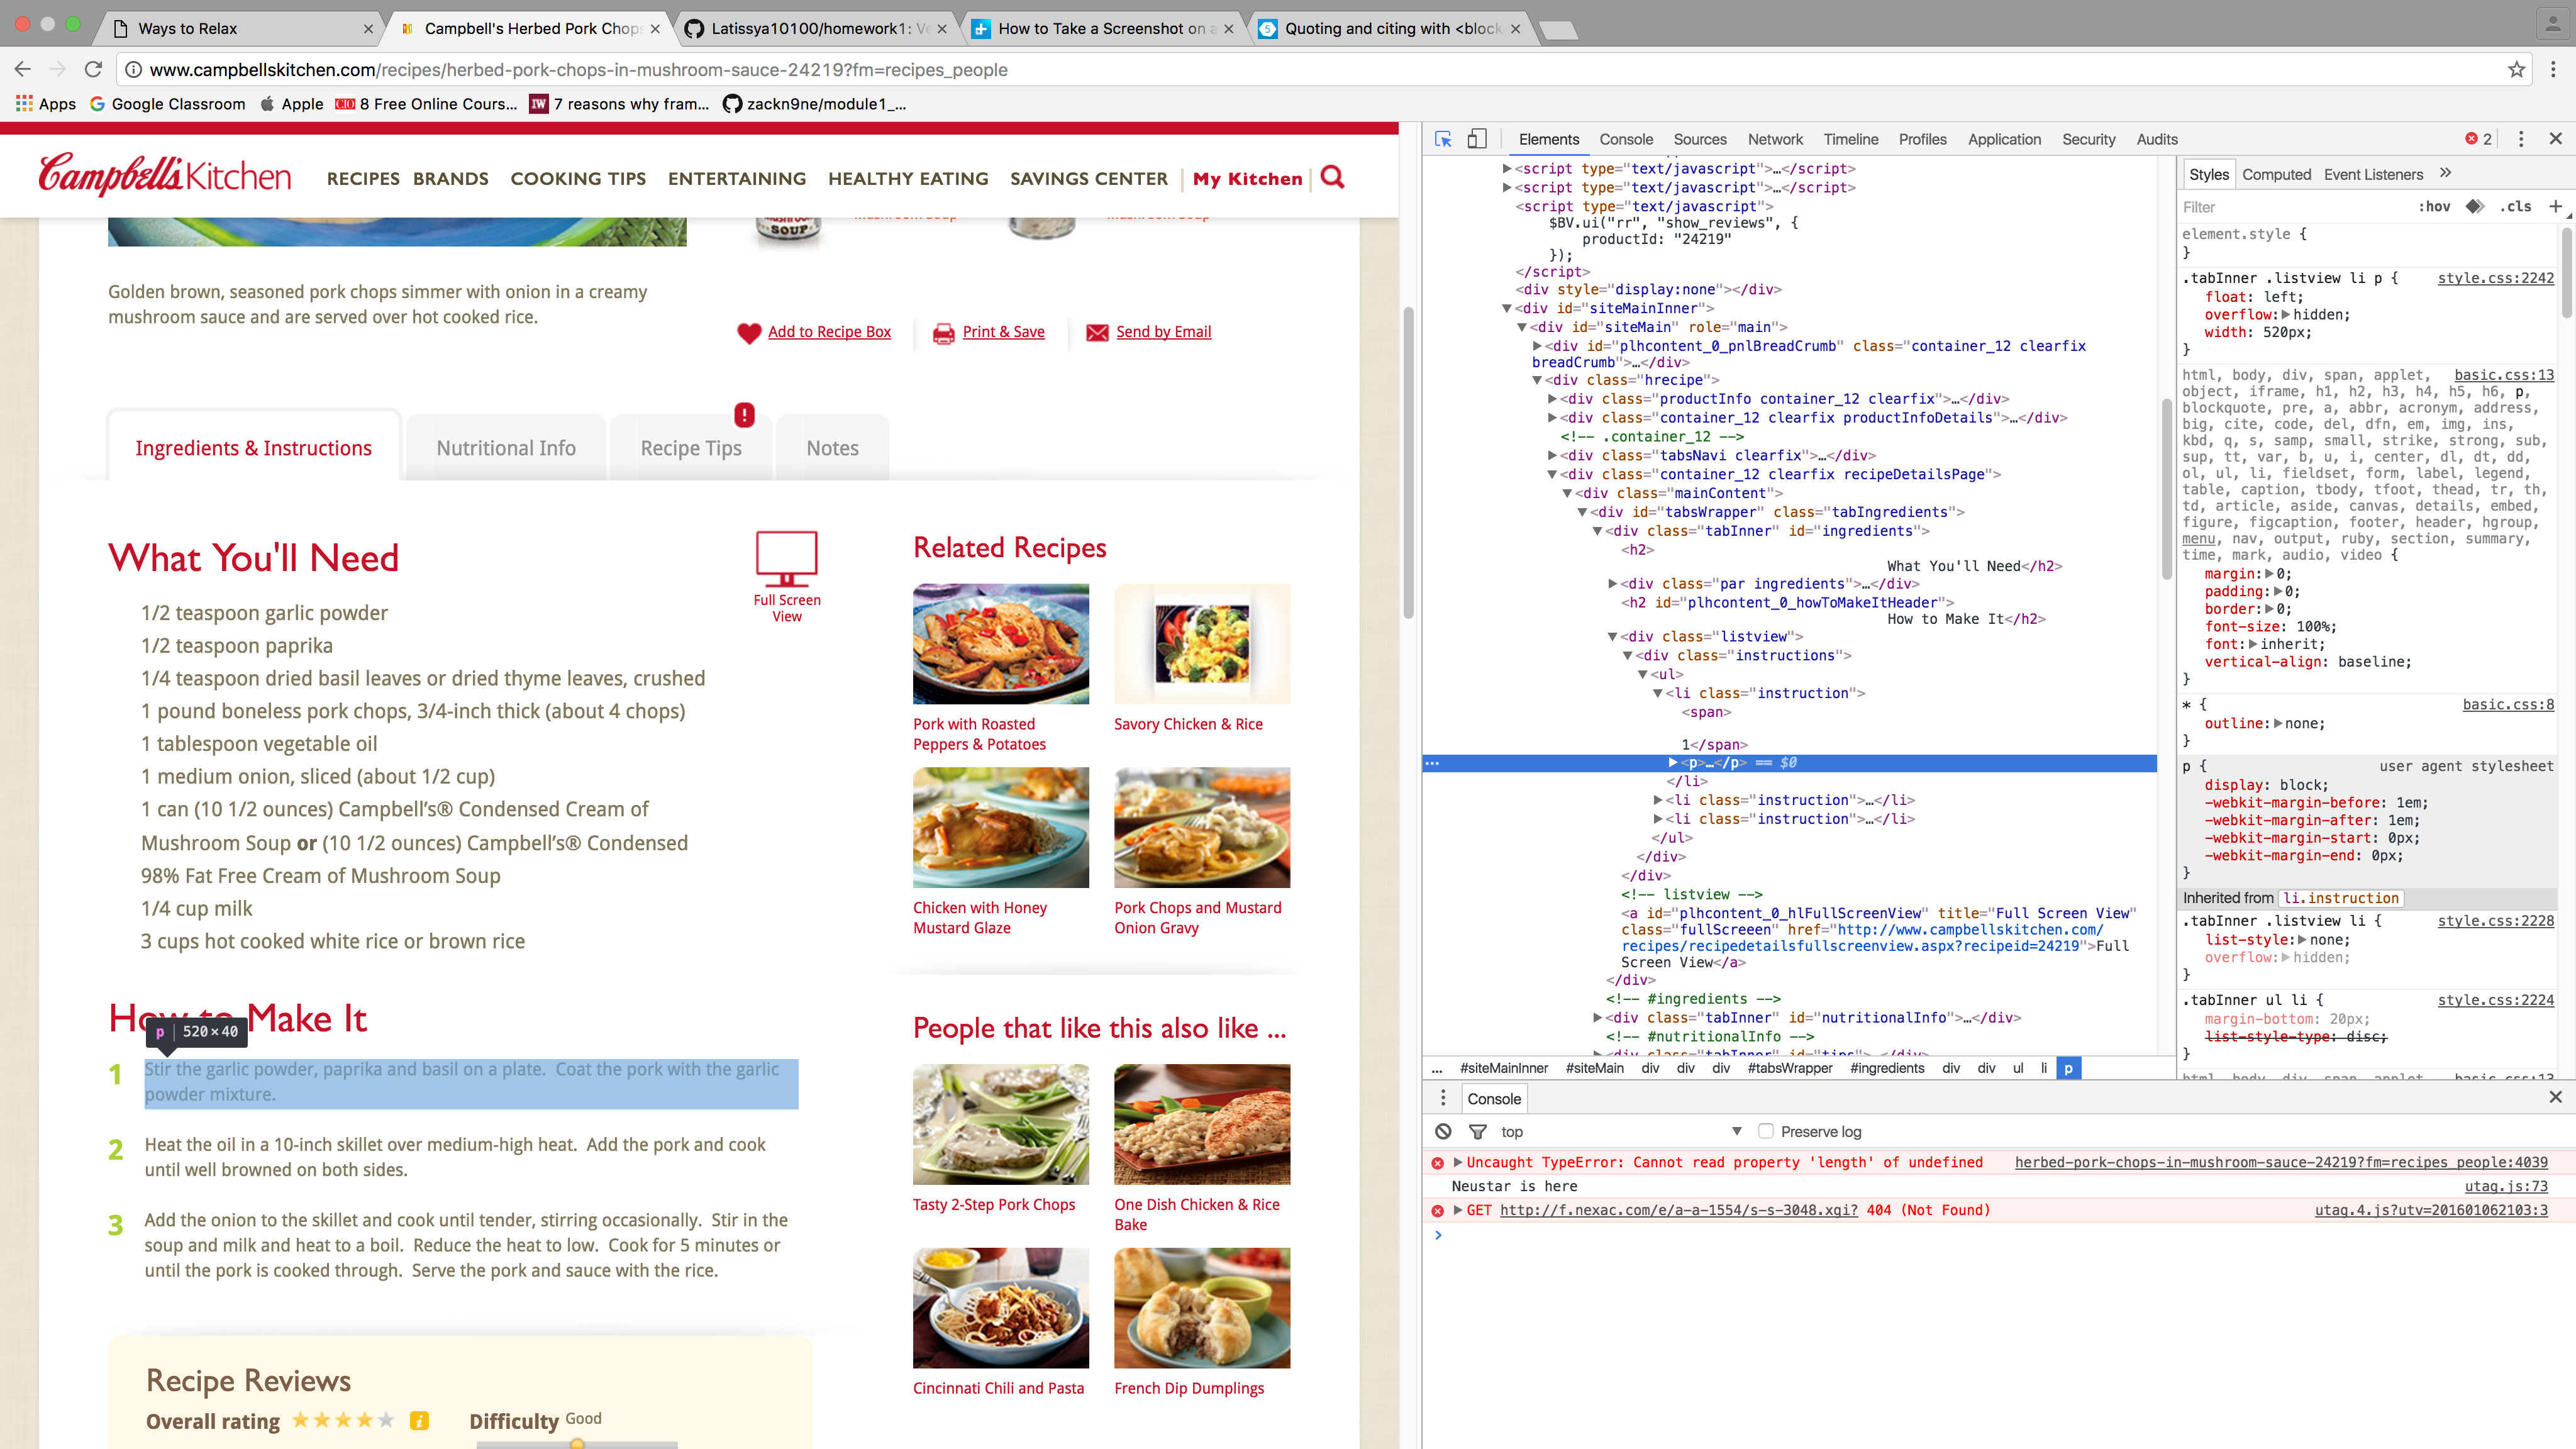 Ways to Relax
Campbell's Herbed Pork Chops
Latissya10100/homework1: Ve
How to Take a Screenshot on a
Quoting and citing with <block
www.campbellskitchen.com/recipes/herbed-pork-chops-in-mushroom-sauce-24219?fm=recipes_people
Apps
Google Classroom
Apple
8 Free Online Cours...
7 reasons why fram...
zackn9ne/module1_...
Campbell's Kitchen
RECIPES BRANDS COOKING TIPS ENTERTAINING HEALTHY EATING SAVINGS CENTER My Kitchen
SOUP
Golden brown, seasoned pork chops simmer with onion in a creamy
mushroom sauce and are served over hot cooked rice.
Add to Recipe Box
Print & Save
Send by Email
Ingredients & Instructions
Nutritional Info
Recipe Tips
!
Notes
What You'll Need
Full Screen
View
1/2 teaspoon garlic powder
1/2 teaspoon paprika
1/4 teaspoon dried basil leaves or dried thyme leaves, crushed
1 pound boneless pork chops, 3/4-inch thick (about 4 chops)
1 tablespoon vegetable oil
1 medium onion, sliced (about 1/2 cup)
1 can (10 1/2 ounces) Campbell’s® Condensed Cream of
Mushroom Soup or (10 1/2 ounces) Campbell’s® Condensed
98% Fat Free Cream of Mushroom Soup
1/4 cup milk
3 cups hot cooked white rice or brown rice
How to Make It
p 520 × 40
1 Stir the garlic powder, paprika and basil on a plate. Coat the pork with the garlic
powder mixture.
2 Heat the oil in a 10-inch skillet over medium-high heat. Add the pork and cook
until well browned on both sides.
3 Add the onion to the skillet and cook until tender, stirring occasionally. Stir in the
soup and milk and heat to a boil. Reduce the heat to low. Cook for 5 minutes or
until the pork is cooked through. Serve the pork and sauce with the rice.
Recipe Reviews
Overall rating
Difficulty Good
Related Recipes
Pork with Roasted
Peppers & Potatoes
Savory Chicken & Rice
Chicken with Honey
Mustard Glaze
Pork Chops and Mustard
Onion Gravy
People that like this also like ...
Tasty 2-Step Pork Chops
One Dish Chicken & Rice
Bake
Cincinnati Chili and Pasta
French Dip Dumplings
Elements Console Sources Network Timeline Profiles Application Security Audits
2
<script type="text/javascript">…</script>
<script type="text/javascript">…</script>
<script type="text/javascript">
$BV.ui("rr", "show_reviews", {
productId: "24219"
});
</script>
<div style="display:none"></div>
<div id="siteMainInner">
<div id="siteMain" role="main">
<div id="plhcontent_0_pnlBreadCrumb" class="container_12 clearfix
breadCrumb">…</div>
<div class="hrecipe">
<div class="productInfo container_12 clearfix">…</div>
<div class="container_12 clearfix productInfoDetails">…</div>
<!-- .container_12 -->
<div class="tabsNavi clearfix">…</div>
<div class="container_12 clearfix recipeDetailsPage">
<div class="mainContent">
<div id="tabsWrapper" class="tabIngredients">
<div class="tabInner" id="ingredients">
<h2>
What You'll Need</h2>
<div class="par ingredients">…</div>
<h2 id="plhcontent_0_howToMakeItHeader">
How to Make It</h2>
<div class="listview">
<div class="instructions">
<ul>
<li class="instruction">
<span>
1</span>
... <p>…</p> == $0
</li>
<li class="instruction">…</li>
<li class="instruction">…</li>
</ul>
</div>
</div>
<!-- listview -->
<a id="plhcontent_0_hlFullScreenView" title="Full Screen View"
class="fullScreeen" href="http://www.campbellskitchen.com/
recipes/recipedetailsfullscreenview.aspx?recipeid=24219">Full
Screen View</a>
</div>
<!-- #ingredients -->
<div class="tabInner" id="nutritionalInfo">…</div>
<!-- #nutritionalInfo -->
<div class="tabInner" id="tips">…</div>
... #siteMainInner #siteMain div div div #tabsWrapper #ingredients div div ul li p
Styles Computed Event Listeners »
Filter :hov .cls +
element.style {
}
.tabInner .listview li p { style.css:2242
float: left;
overflow: hidden;
width: 520px;
}
html, body, div, span, applet, basic.css:13
object, iframe, h1, h2, h3, h4, h5, h6, p,
blockquote, pre, a, abbr, acronym, address,
big, cite, code, del, dfn, em, img, ins,
kbd, q, s, samp, small, strike, strong, sub,
sup, tt, var, b, u, i, center, dl, dt, dd,
ol, ul, li, fieldset, form, label, legend,
table, caption, tbody, tfoot, thead, tr, th,
td, article, aside, canvas, details, embed,
figure, figcaption, footer, header, hgroup,
menu, nav, output, ruby, section, summary,
time, mark, audio, video {
margin: 0;
padding: 0;
border: 0;
font-size: 100%;
font: inherit;
vertical-align: baseline;
}
* { basic.css:8
outline: none;
}
p { user agent stylesheet
display: block;
-webkit-margin-before: 1em;
-webkit-margin-after: 1em;
-webkit-margin-start: 0px;
-webkit-margin-end: 0px;
}
Inherited from li.instruction
.tabInner .listview li { style.css:2228
list-style: none;
overflow: hidden;
}
.tabInner ul li { style.css:2224
margin-bottom: 20px;
list-style-type: disc;
}
html, body, div, span, applet, basic.css:13
Console
top
Preserve log
Uncaught TypeError: Cannot read property 'length' of undefined herbed-pork-chops-in-mushroom-sauce-24219?fm=recipes_people:4039
Neustar is here utag.js:73
GET http://f.nexac.com/e/a-a-1554/s-s-3048.xgi? 404 (Not Found) utag.4.js?utv=201601062103:3